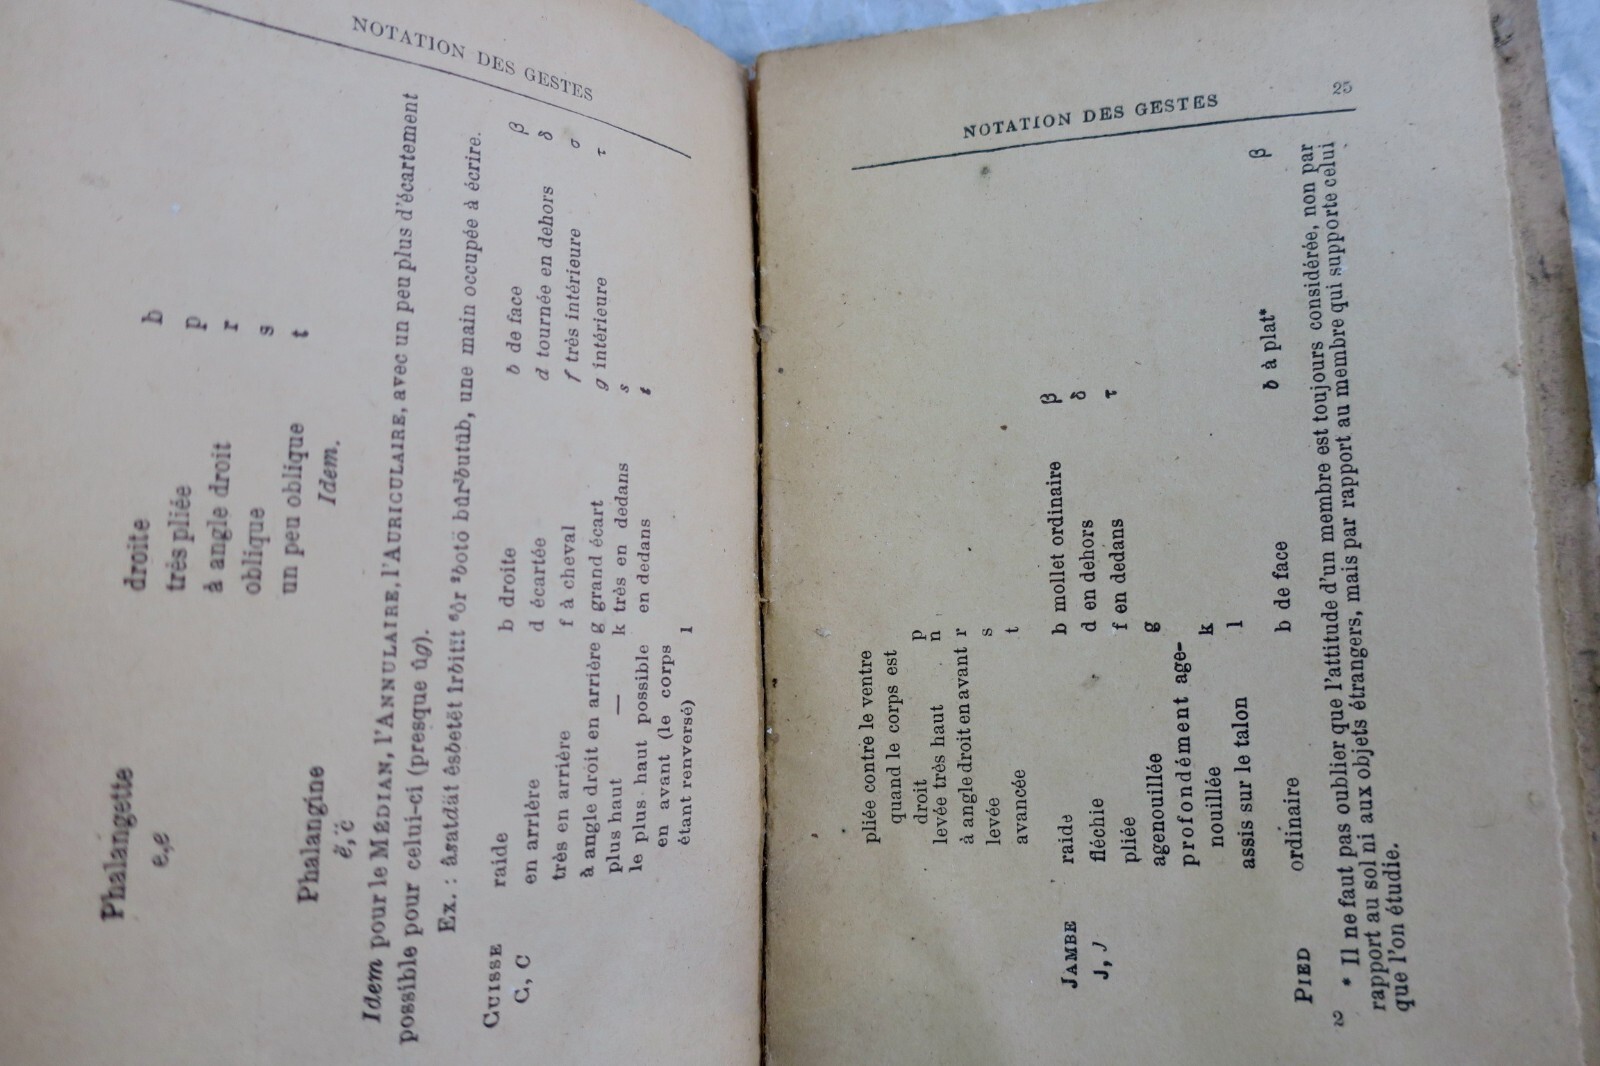 NOTATION DES GESTES
Phalangette droite b
e, e très pliée p
à angle droit r
oblique s
un peu oblique t
Phalangine Idem.
ë, ë
Idem pour le MÉDIAN, l'ANNULAIRE, l'AURICULAIRE, avec un peu plus d'écartement
possible pour celui-ci (presque ûg).
Ex. : âsatdät êsbetët îrbitït ⁶ôr ²botö bûr³butüb, une main occupée à écrire.
CUISSE raide b droite b de face β
C, C en arrière d écartée d tournée en dehors δ
très en arrière f à cheval f très intérieure σ
à angle droit en arrière g grand écart g intérieure τ
plus haut — k très en dedans s
le plus haut possible en dedans t
en avant (le corps
étant renversé) l
NOTATION DES GESTES 25
pliée contre le ventre
quand le corps est
droit p
levée très haut n
à angle droit en avant r
levée s
avancée t
JAMBE raide b mollet ordinaire β
J, J fléchie d en dehors δ
pliée f en dedans τ
agenouillée g
profondément age-
nouillée k
assis sur le talon l
PIED ordinaire b de face b à plat* β
* Il ne faut pas oublier que l'attitude d'un membre est toujours considérée, non par
rapport au sol ni aux objets étrangers, mais par rapport au membre qui supporte celui
que l'on étudie.
2